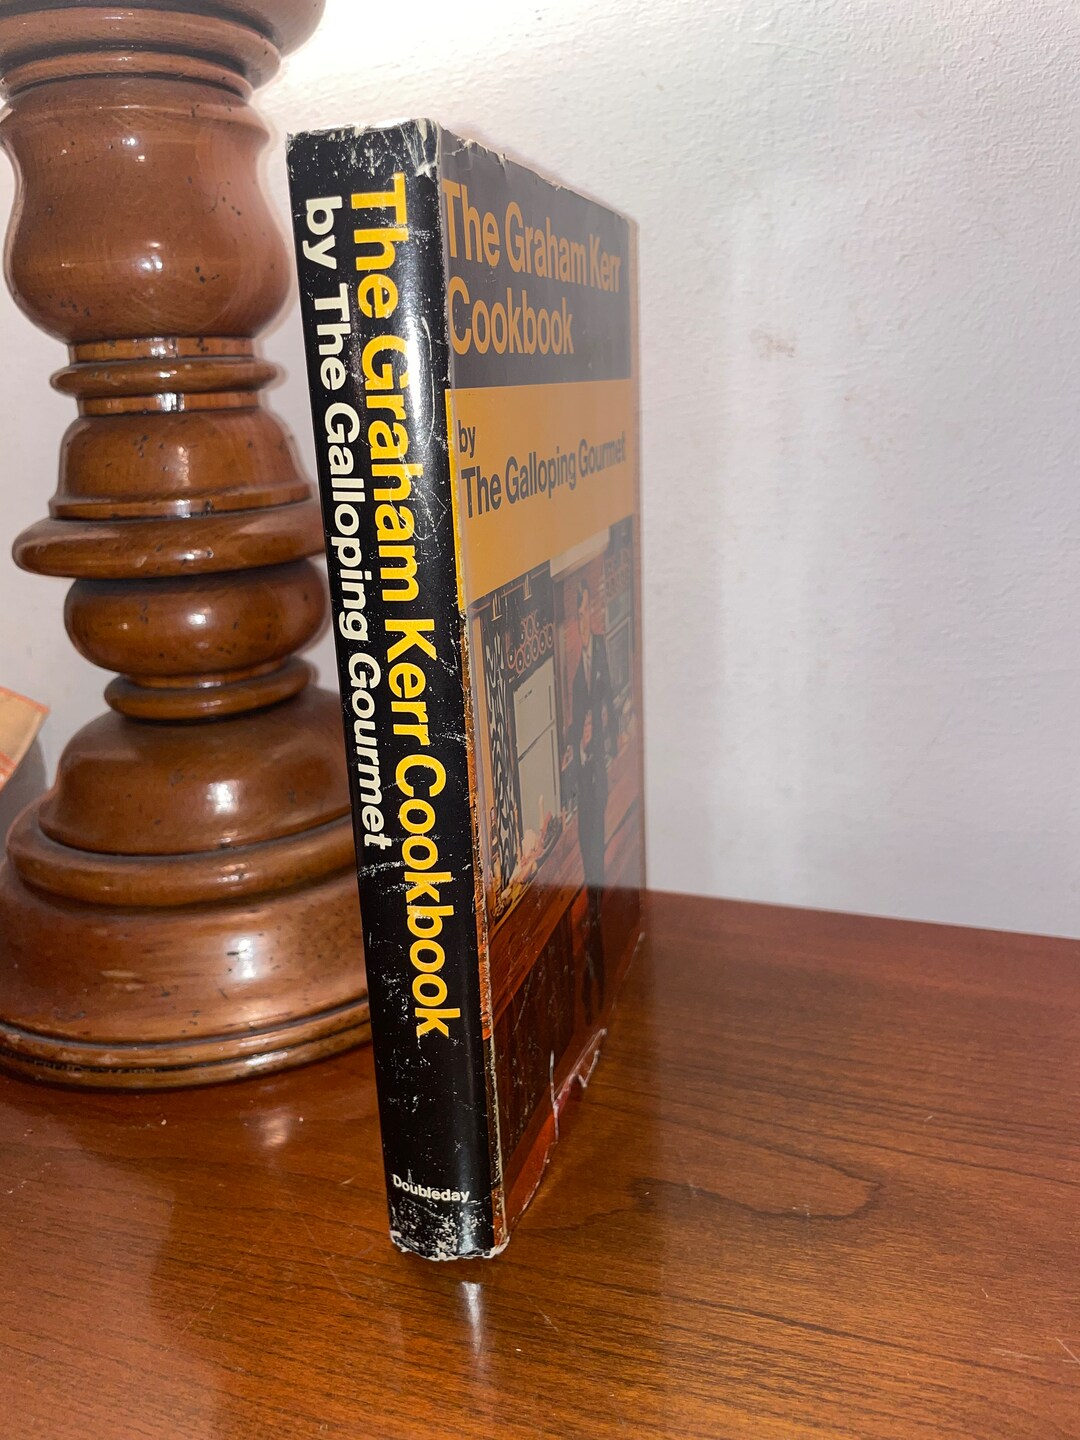 The Graham Kerr Cookbook
by The Galloping Gourmet
Doubleday
The Graham Kerr
Cookbook
by
The Galloping Gourmet